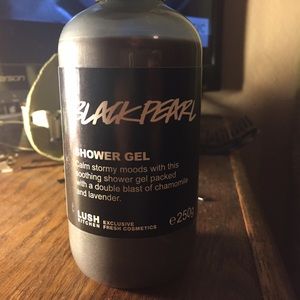 BLACK PEARL
SHOWER GEL
Calm stormy moods with this
soothing shower gel packed
with a double blast of chamomile
and lavender.
LUSH
KITCHEN
EXCLUSIVE
FRESH COSMETICS
℮250g